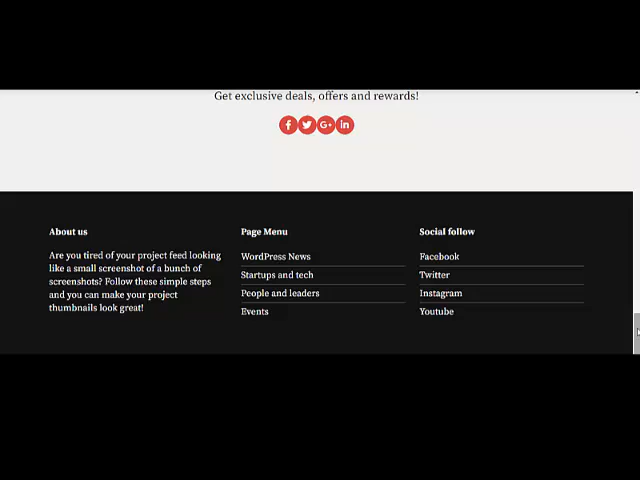 Get exclusive deals, offers and rewards!
About us
Are you tired of your project feed looking
like a small screenshot of a bunch of
screenshots? Follow these simple steps
and you can make your project
thumbnails look great!
Page Menu
WordPress News
Startups and tech
People and leaders
Events
Social follow
Facebook
Twitter
Instagram
Youtube